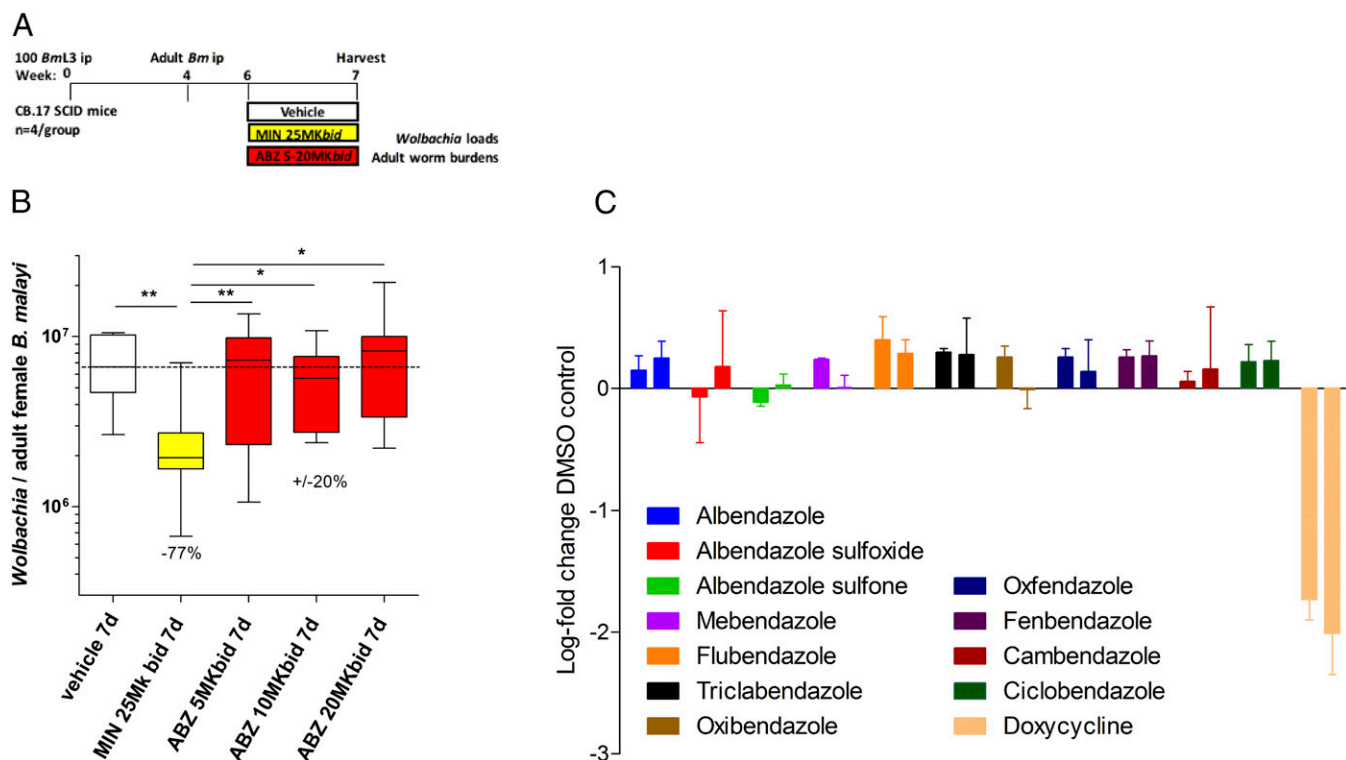 A
100 BmL3 ip Adult Bm ip Harvest
Week: 0 4 6 7
CB.17 SCID mice
n=4/group
Vehicle
MIN 25MKbid
ABZ 5-20MKbid
Wolbachia loads
Adult worm burdens
B
Wolbachia / adult female B. malayi
10^7
10^6
**
**
*
*
-77%
+/-20%
vehicle 7d
MIN 25Mk bid 7d
ABZ 5MKbid 7d
ABZ 10MKbid 7d
ABZ 20MKbid 7d
C
Log-fold change DMSO control
1
0
-1
-2
-3
Albendazole
Albendazole sulfoxide
Albendazole sulfone
Mebendazole
Flubendazole
Triclabendazole
Oxibendazole
Oxfendazole
Fenbendazole
Cambendazole
Ciclobendazole
Doxycycline